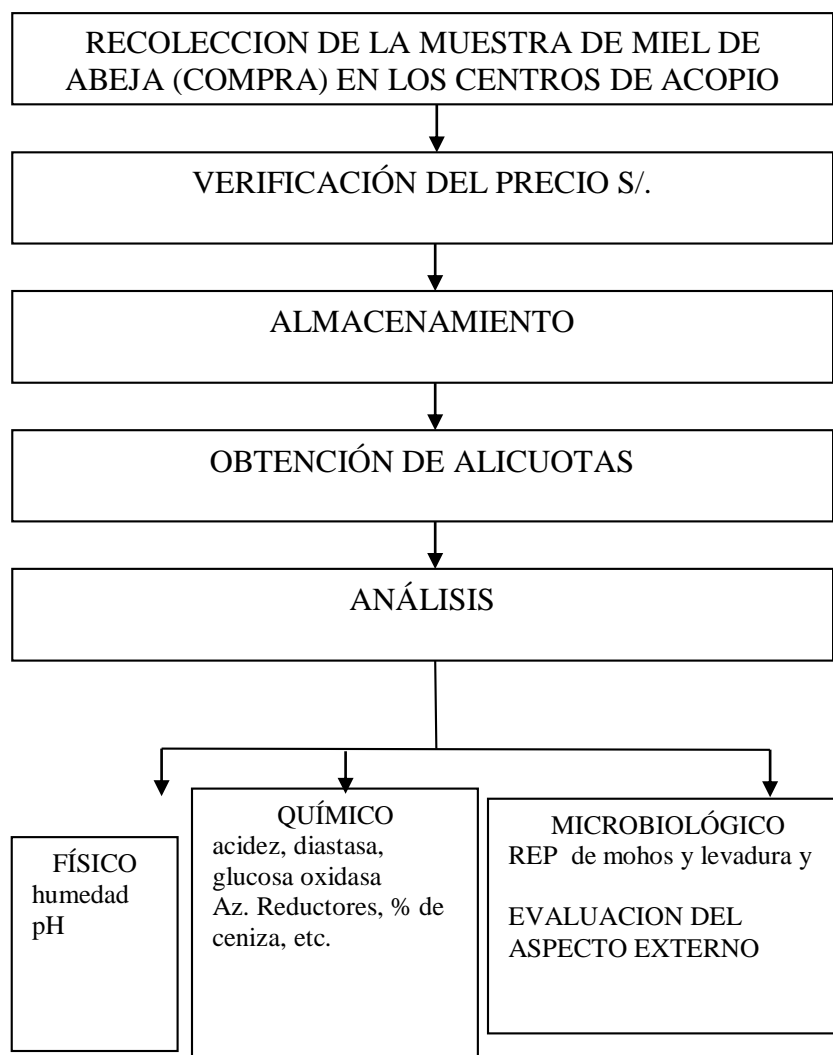 RECOLECCION DE LA MUESTRA DE MIEL DE
ABEJA (COMPRA) EN LOS CENTROS DE ACOPIO
VERIFICACIÓN DEL PRECIO S/.
ALMACENAMIENTO
OBTENCIÓN DE ALICUOTAS
ANÁLISIS
FÍSICO
humedad
pH
QUÍMICO
acidez, diastasa,
glucosa oxidasa
Az. Reductores, % de
ceniza, etc.
MICROBIOLÓGICO
REP de mohos y levadura y
EVALUACION DEL
ASPECTO EXTERNO